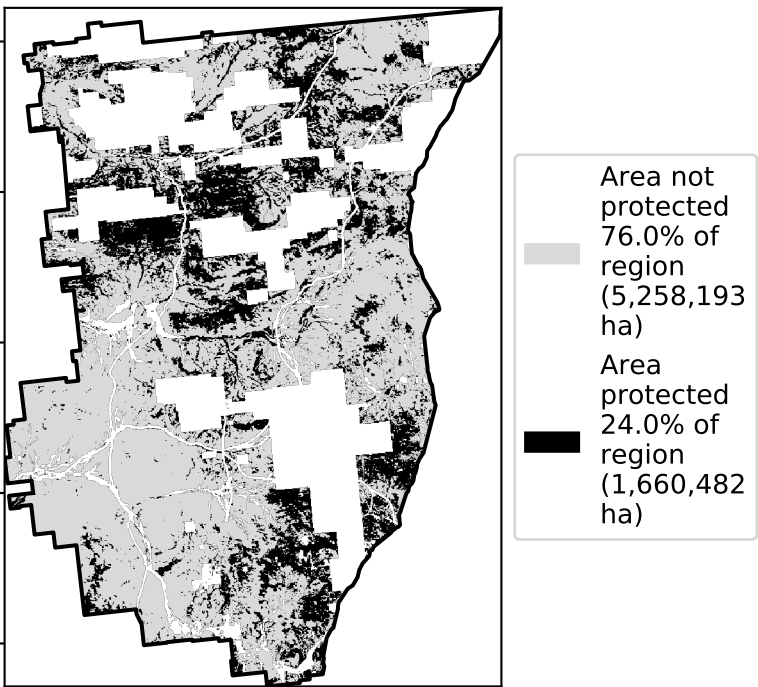 Area not
protected
76.0% of
region
(5,258,193
ha)
Area
protected
24.0% of
region
(1,660,482
ha)